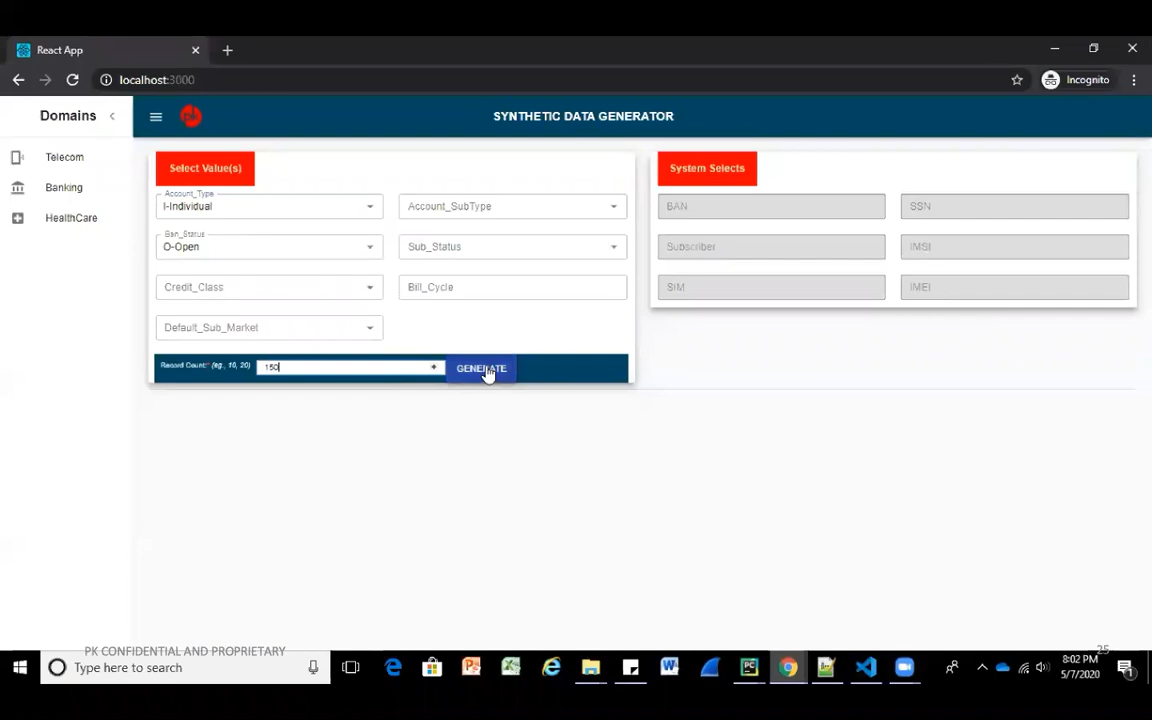 React App
localhost:3000
Incognito
Domains
SYNTHETIC DATA GENERATOR
Telecom
Banking
HealthCare
Select Value(s)
Account_Type
I-Individual
Account_SubType
Ban_Status
O-Open
Sub_Status
Credit_Class
Bill_Cycle
Default_Sub_Market
Record Count:* (eg., 10, 20)
150
GENERATE
System Selects
BAN
SSN
Subscriber
IMSI
SIM
IMEI
PK CONFIDENTIAL AND PROPRIETARY
25
Type here to search
8:02 PM
5/7/2020